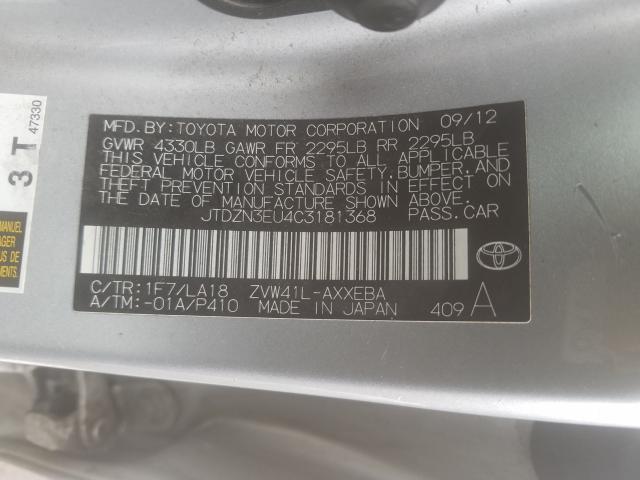 3 T
47330
MANUEL
MENTS.
MFD. BY: TOYOTA MOTOR CORPORATION 09/12
GVWR 4330LB GAWR FR 2295LB RR 2295LB
THIS VEHICLE CONFORMS TO ALL APPLICABLE
FEDERAL MOTOR VEHICLE SAFETY, BUMPER, AND
THEFT PREVENTION STANDARDS IN EFFECT ON
THE DATE OF MANUFACTURE SHOWN ABOVE.
JTDZN3EU4C3181368 PASS. CAR
C/TR: 1F7/LA18 ZVW41L-AXXEBA
A/TM: -01A/P410 MADE IN JAPAN 409 A